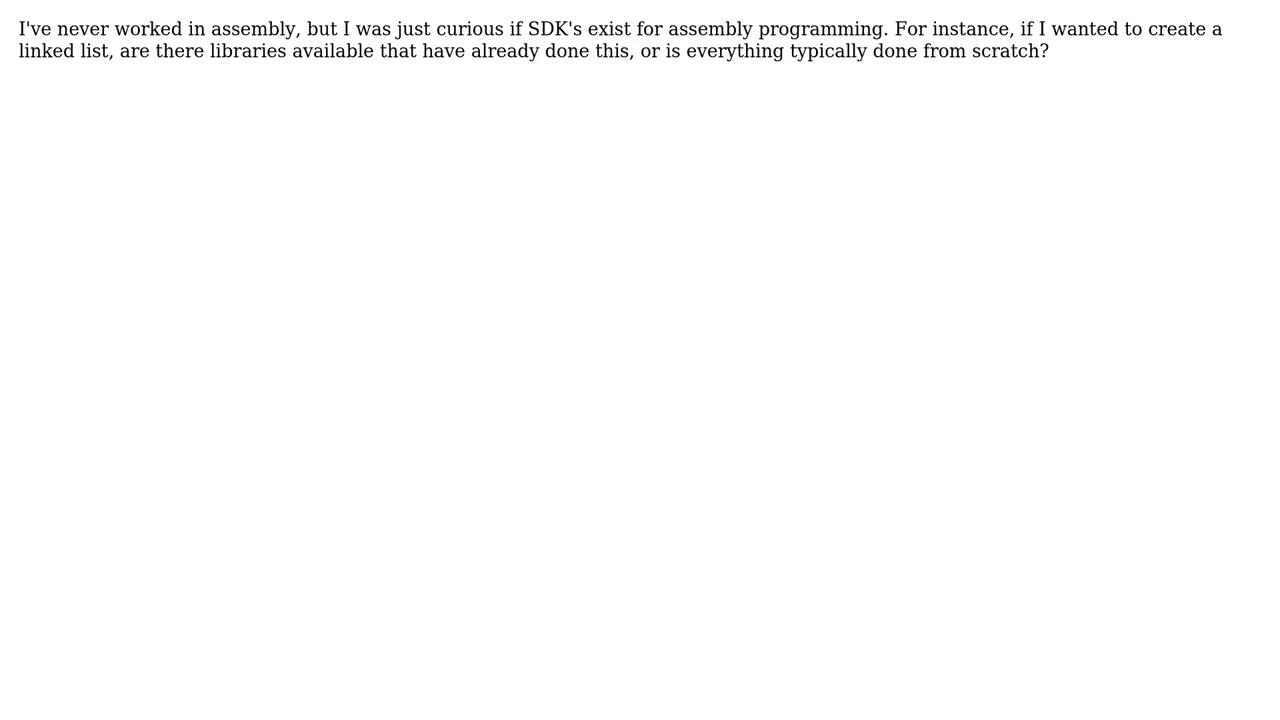 I've never worked in assembly, but I was just curious if SDK's exist for assembly programming. For instance, if I wanted to create a
linked list, are there libraries available that have already done this, or is everything typically done from scratch?